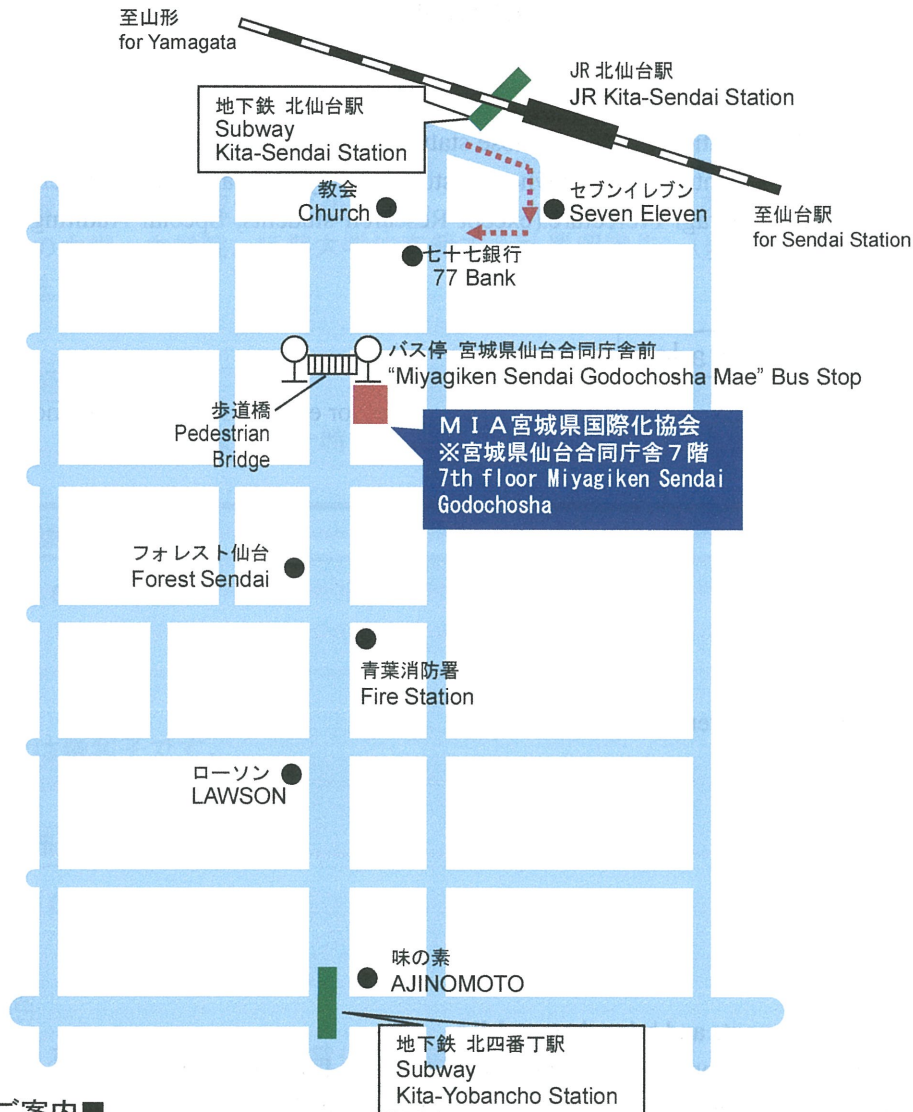 至山形
for Yamagata
JR 北仙台駅
JR Kita-Sendai Station
地下鉄 北仙台駅
Subway
Kita-Sendai Station
教会
Church
セブンイレブン
Seven Eleven
至仙台駅
for Sendai Station
七十七銀行
77 Bank
バス停 宮城県仙台合同庁舎前
“Miyagiken Sendai Godochosha Mae” Bus Stop
歩道橋
Pedestrian
Bridge
ＭＩＡ宮城県国際化協会
※宮城県仙台合同庁舎７階
7th floor Miyagiken Sendai
Godochosha
フォレスト仙台
Forest Sendai
青葉消防署
Fire Station
ローソン
LAWSON
味の素
AJINOMOTO
地下鉄 北四番丁駅
Subway
Kita-Yobancho Station
ご案内■